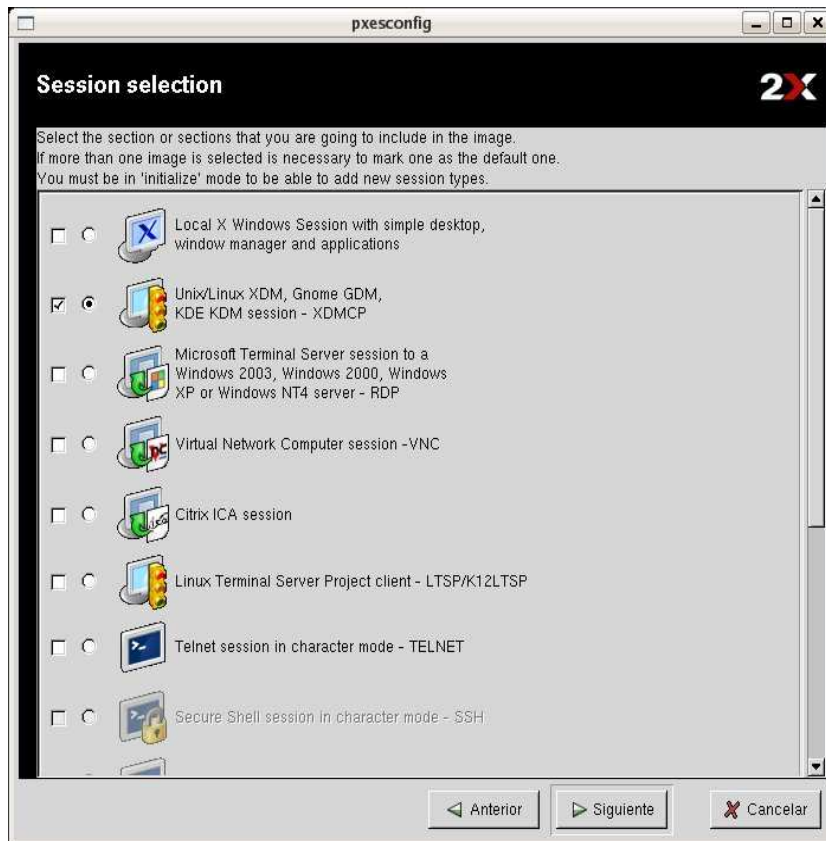 pxesconfig
Session selection
2X
Select the section or sections that you are going to include in the image.
If more than one image is selected is necessary to mark one as the default one.
You must be in 'initialize' mode to be able to add new session types.
Local X Windows Session with simple desktop,
window manager and applications
Unix/Linux XDM, Gnome GDM,
KDE KDM session - XDMCP
Microsoft Terminal Server session to a
Windows 2003, Windows 2000, Windows
XP or Windows NT4 server - RDP
Virtual Network Computer session -VNC
Citrix ICA session
Linux Terminal Server Project client - LTSP/K12LTSP
Telnet session in character mode - TELNET
Secure Shell session in character mode - SSH
Anterior
Siguiente
Cancelar